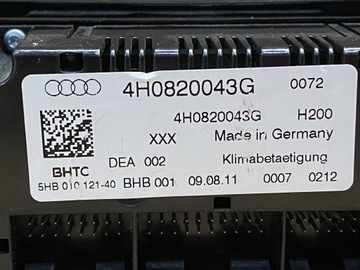 4H0820043G 0072
4H0820043G H200
XXX Made in Germany
DEA 002 Klimabetaetigung
BHTC
5HB 010 121-40 BHB 001 09.08.11 0007 0212